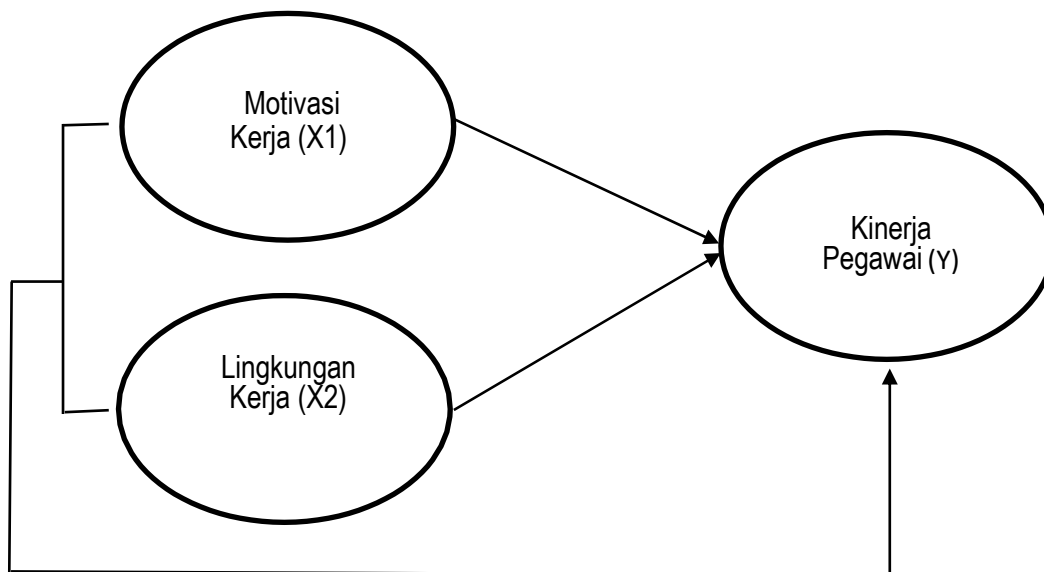 Motivasi
Kerja (X1)
Kinerja
Pegawai (Y)
Lingkungan
Kerja (X2)